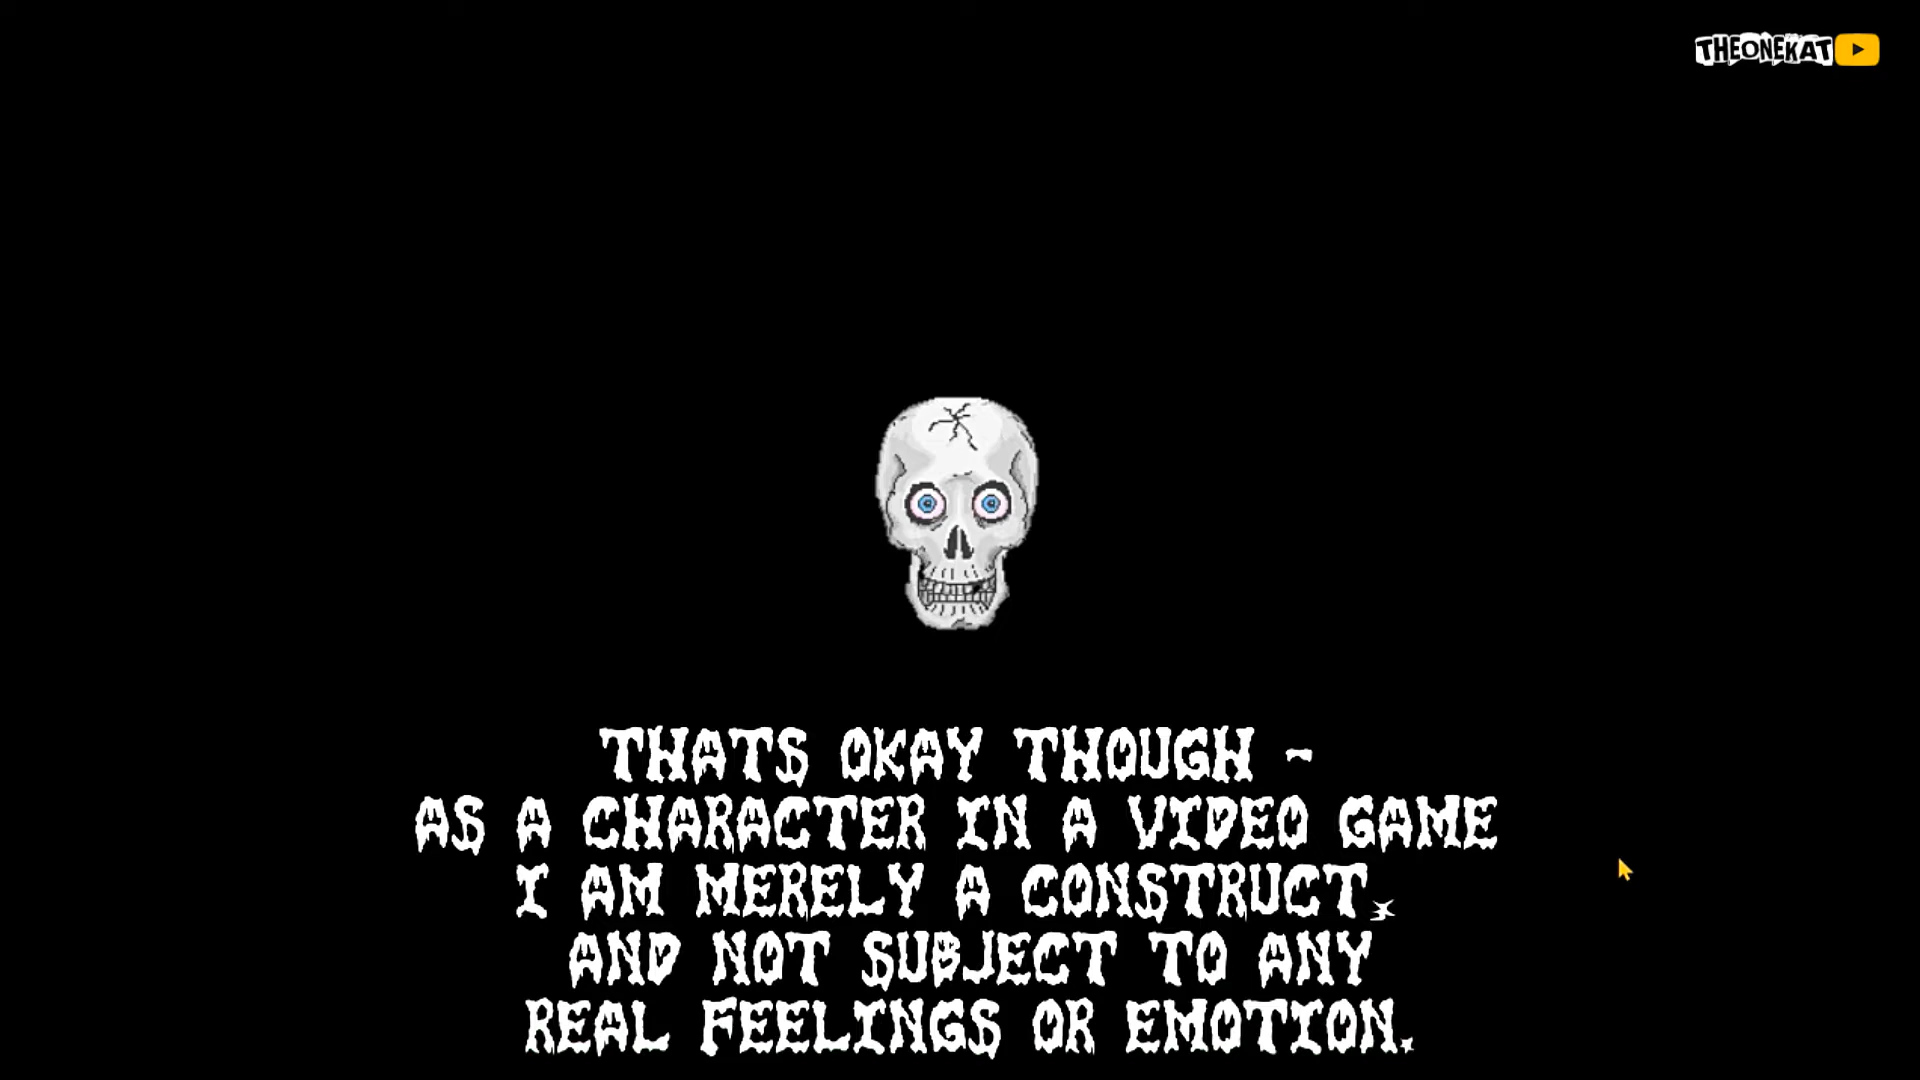 THEONEKAT
THATS OKAY THOUGH -
AS A CHARACTER IN A VIDEO GAME
I AM MERELY A CONSTRUCT,
AND NOT SUBJECT TO ANY
REAL FEELINGS OR EMOTION.